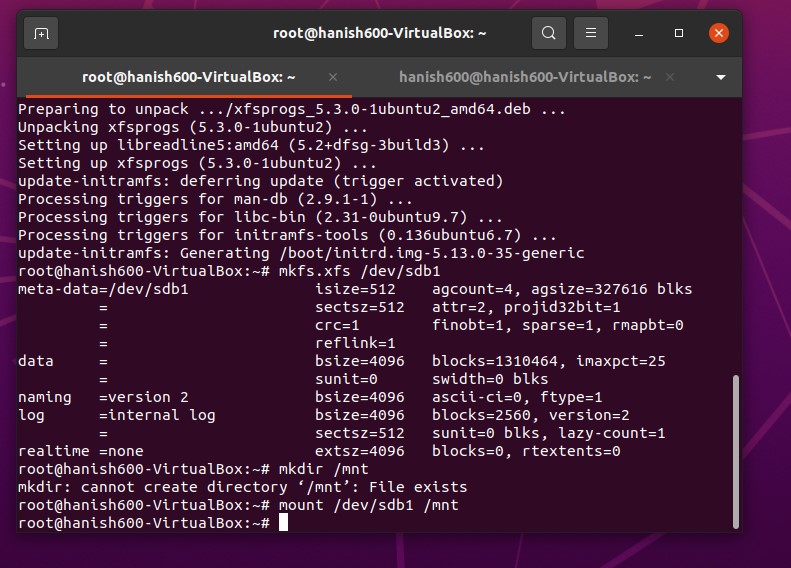 root@hanish600-VirtualBox: ~
root@hanish600-VirtualBox: ~ hanish600@hanish600-VirtualBox: ~
Preparing to unpack .../xfsprogs_5.3.0-1ubuntu2_amd64.deb ...
Unpacking xfsprogs (5.3.0-1ubuntu2) ...
Setting up libreadline5:amd64 (5.2+dfsg-3build3) ...
Setting up xfsprogs (5.3.0-1ubuntu2) ...
update-initramfs: deferring update (trigger activated)
Processing triggers for man-db (2.9.1-1) ...
Processing triggers for libc-bin (2.31-0ubuntu9.7) ...
Processing triggers for initramfs-tools (0.136ubuntu6.7) ...
update-initramfs: Generating /boot/initrd.img-5.13.0-35-generic
root@hanish600-VirtualBox:~# mkfs.xfs /dev/sdb1
meta-data=/dev/sdb1              isize=512    agcount=4, agsize=327616 blks
         =                       sectsz=512   attr=2, projid32bit=1
         =                       crc=1        finobt=1, sparse=1, rmapbt=0
         =                       reflink=1
data     =                       bsize=4096   blocks=1310464, imaxpct=25
         =                       sunit=0      swidth=0 blks
naming   =version 2              bsize=4096   ascii-ci=0, ftype=1
log      =internal log           bsize=4096   blocks=2560, version=2
         =                       sectsz=512   sunit=0 blks, lazy-count=1
realtime =none                   extsz=4096   blocks=0, rtextents=0
root@hanish600-VirtualBox:~# mkdir /mnt
mkdir: cannot create directory ‘/mnt’: File exists
root@hanish600-VirtualBox:~# mount /dev/sdb1 /mnt
root@hanish600-VirtualBox:~#